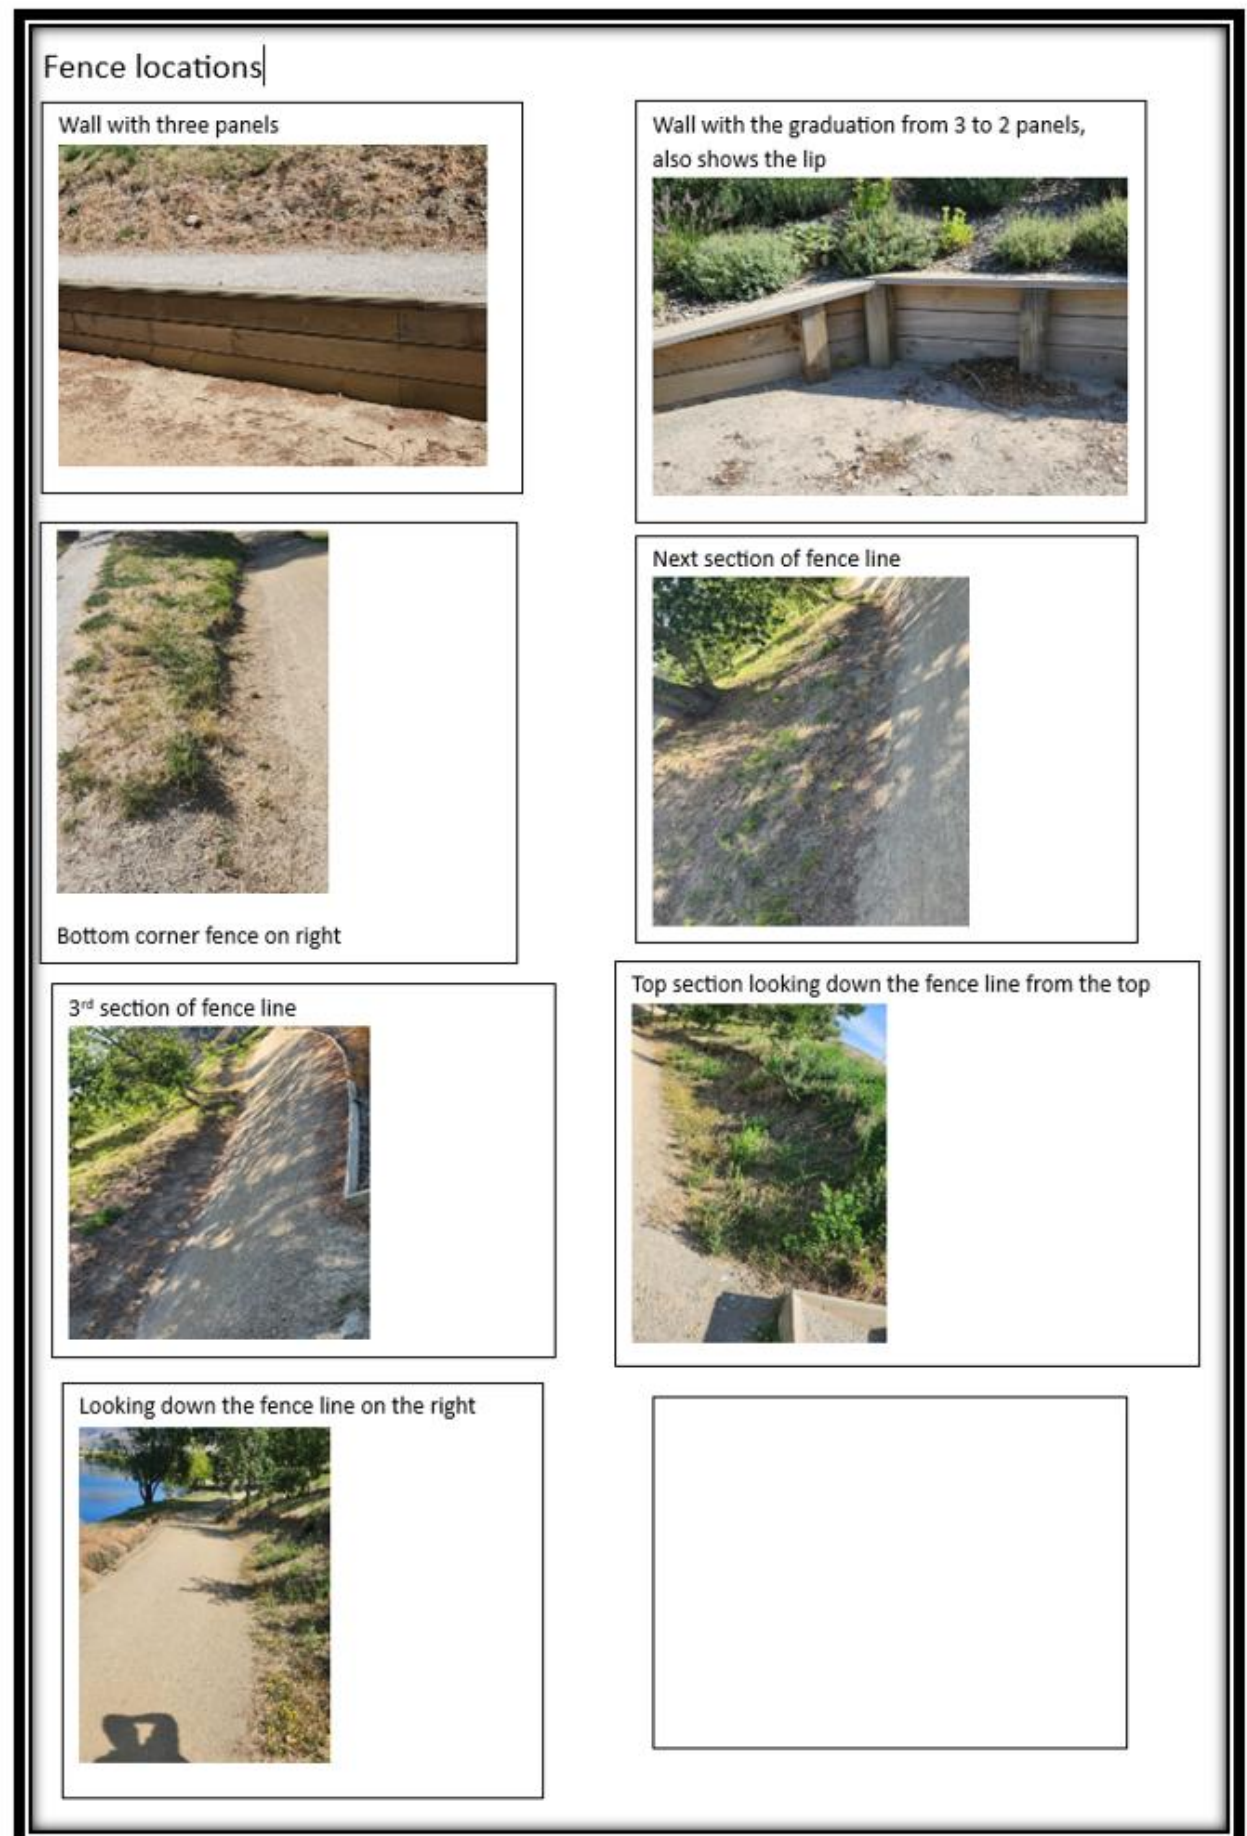 Fence locations
Wall with three panels
Wall with the graduation from 3 to 2 panels,
also shows the lip
Bottom corner fence on right
Next section of fence line
3rd section of fence line
Top section looking down the fence line from the top
Looking down the fence line on the right